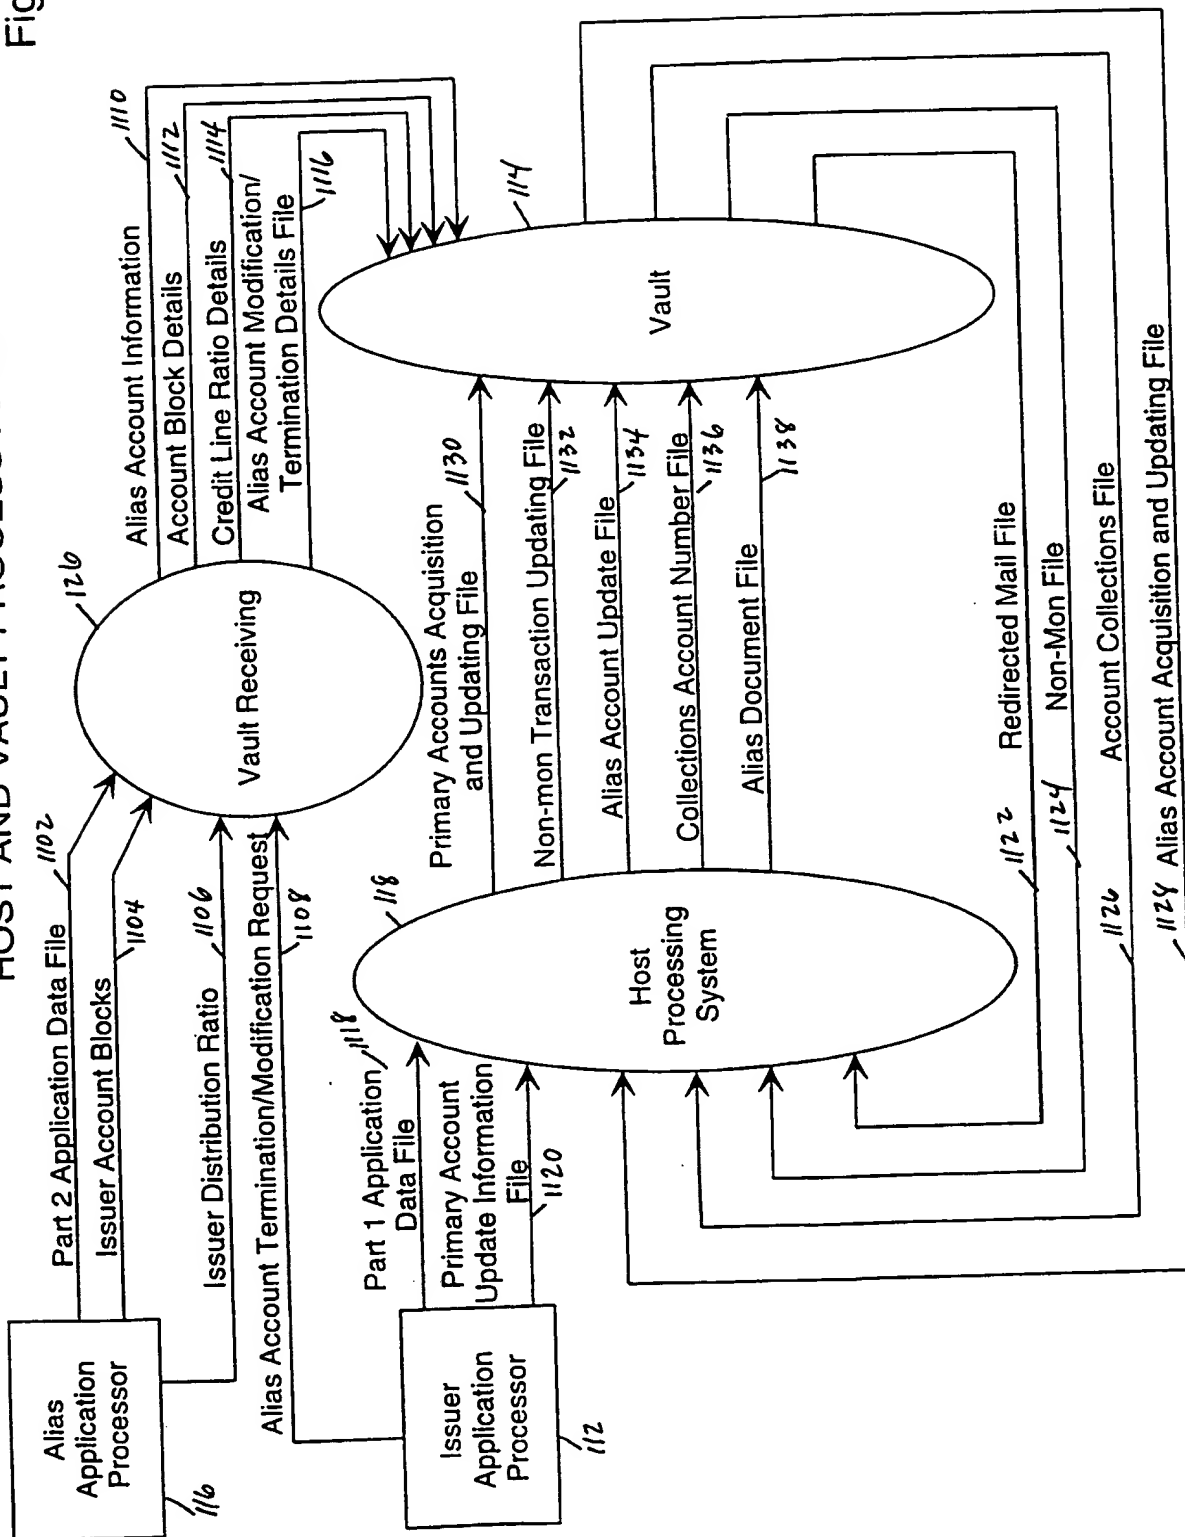 Fig
HOST AND VAULT
Alias
Application
Processor
116
Part 2 Application Data File
1102
Issuer Account Blocks
1104
Issuer Distribution Ratio
1106
Alias Account Termination/Modification Request
1108
Vault Receiving
126
Alias Account Information
1110
Account Block Details
1112
Credit Line Ratio Details
1114
Alias Account Modification/
Termination Details File
1116
Issuer
Application
Processor
112
Part 1 Application
Data File
1118
Primary Account
Update Information
File
1120
Host
Processing
System
118
Primary Accounts Acquisition
and Updating File
1130
Non-mon Transaction Updating File
1132
Alias Account Update File
1134
Collections Account Number File
1136
Alias Document File
1138
Vault
114
1122
Redirected Mail File
1124
Non-Mon File
1126
Account Collections File
1128 Alias Account Acquisition and Updating File